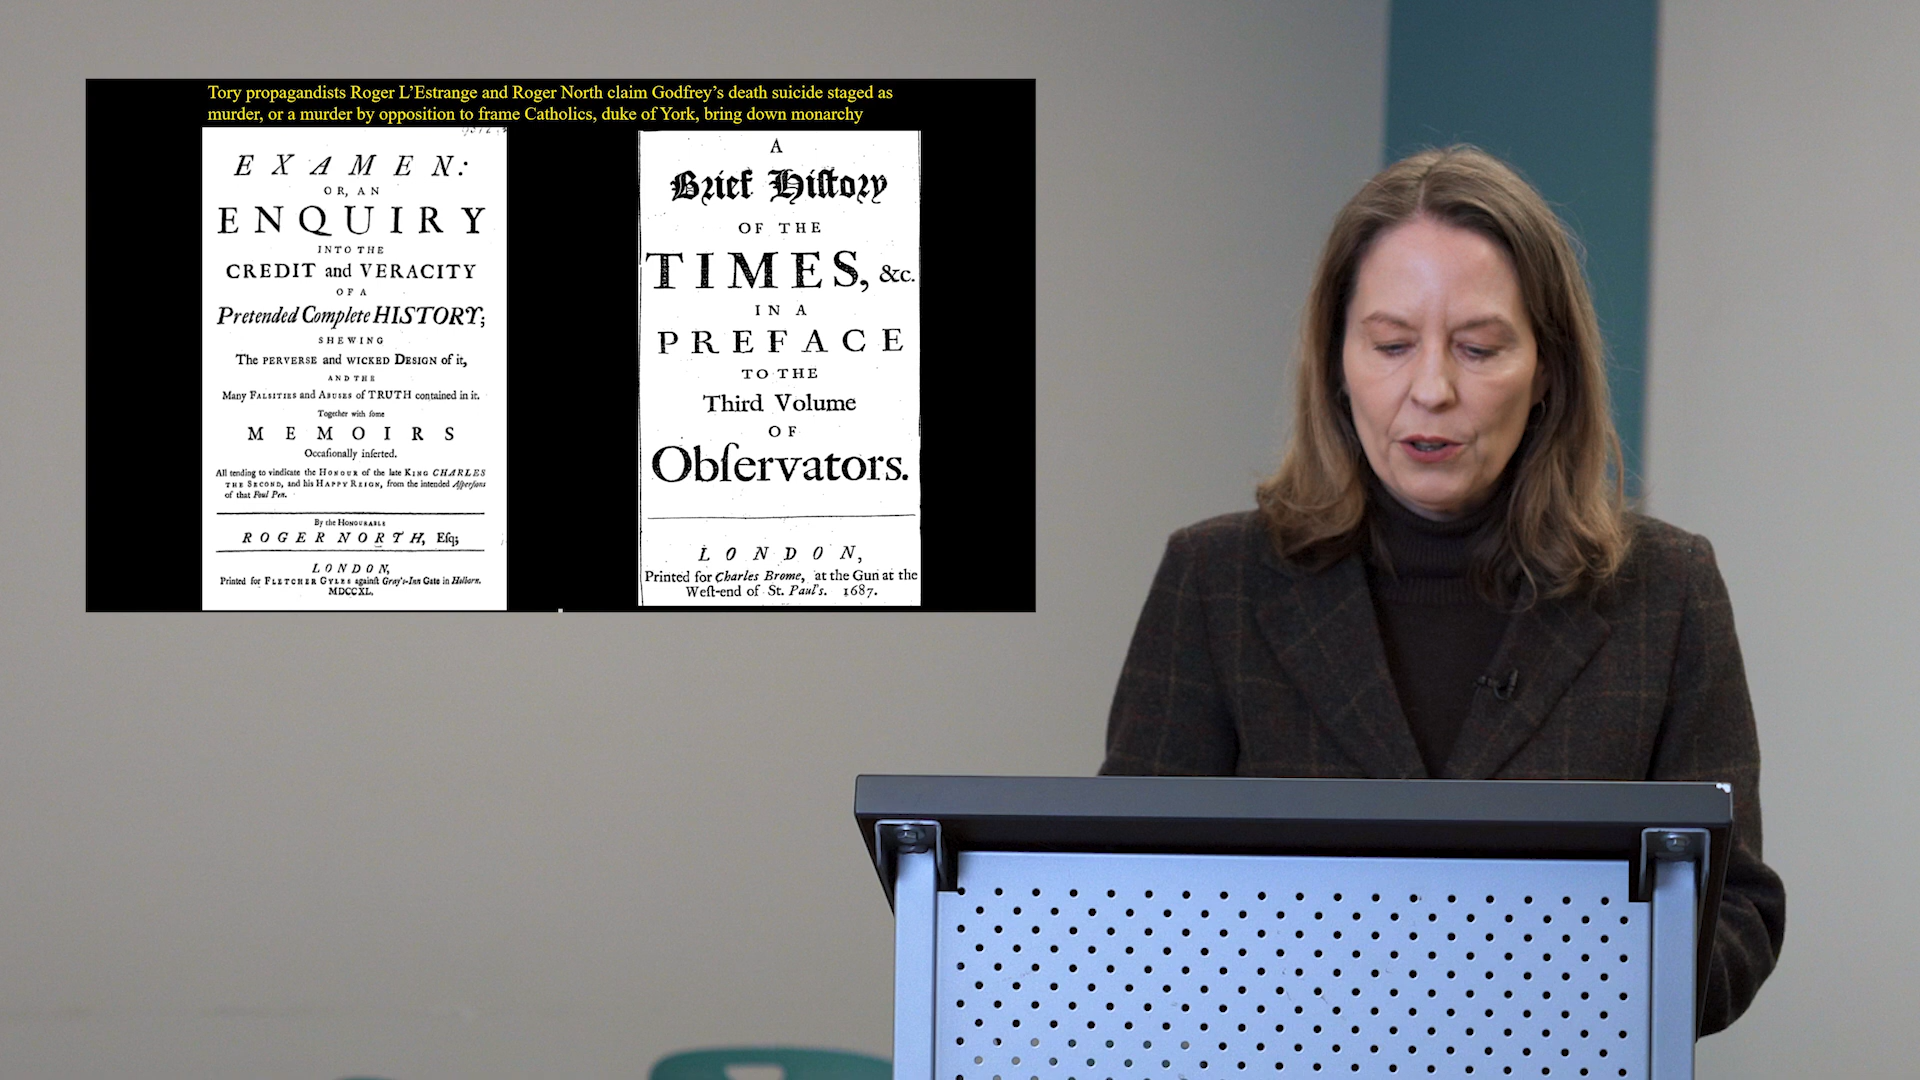 Tory propagandists Roger L’Estrange and Roger North claim Godfrey’s death suicide staged as
murder, or a murder by opposition to frame Catholics, duke of York, bring down monarchy
EXAMEN:
OR, AN
ENQUIRY
INTO THE
CREDIT and VERACITY
OF A
Pretended Complete HISTORY;
SHEWING
The PERVERSE and WICKED DESIGN of it,
AND THE
Many FALSITIES and ABUSES of TRUTH contained in it.
Together with ſome
MEMOIRS
Occaſionally inſerted.
All tending to vindicate the HONOUR of the late KING CHARLES
THE SECOND, and his HAPPY REIGN, from the intended Aſperſions
of that Foul Pen.
By the HONOURABLE
ROGER NORTH, Eſq;
LONDON,
Printed for FLETCHER GYLES againſt Gray's-Inn Gate in Holborn.
MDCCXL.
A
Brief Hiſtory
OF THE
TIMES, &c.
IN A
PREFACE
TO THE
Third Volume
OF
Obſervators.
LONDON,
Printed for Charles Brome, at the Gun at the
Weſt-end of St. Paul's. 1687.